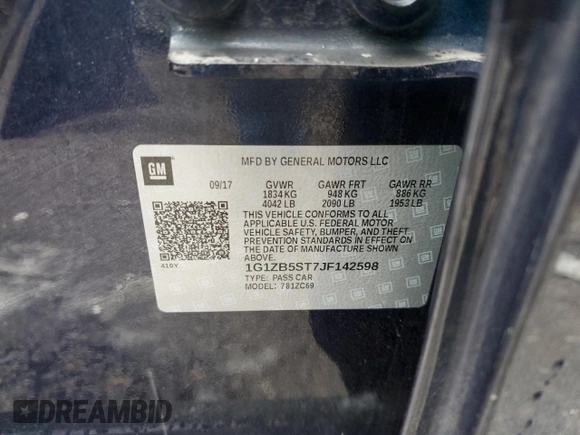 GM
MFD BY GENERAL MOTORS LLC
09/17 GVWR GAWR FRT GAWR RR
1834 KG 948 KG 886 KG
4042 LB 2090 LB 1953 LB
THIS VEHICLE CONFORMS TO ALL
APPLICABLE U.S. FEDERAL MOTOR
VEHICLE SAFETY, BUMPER, AND THEFT
PREVENTION STANDARDS IN EFFECT
ON THE DATE OF MANUFACTURE SHOWN
ABOVE.
410Y
1G1ZB5ST7JF142598
TYPE: PASS CAR
MODEL: 781ZC69
DREAMBID